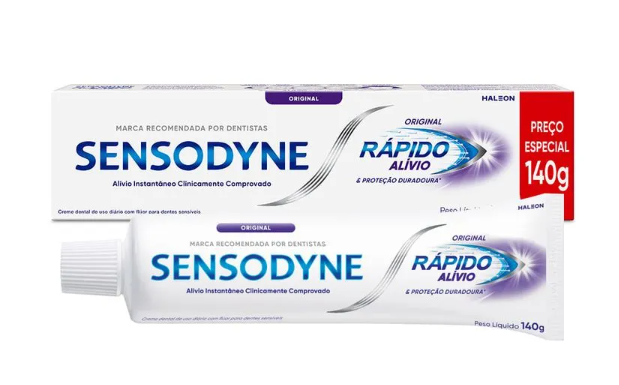 ORIGINAL
HALEON
MARCA RECOMENDADA POR DENTISTAS
SENSODYNE
Alívio Instantâneo Clinicamente Comprovado
Creme dental de uso diário com flúor para dentes sensíveis
ORIGINAL
RÁPIDO
ALÍVIO
& PROTEÇÃO DURADOURA*
PREÇO
ESPECIAL
140g
ORIGINAL
HALEON
MARCA RECOMENDADA POR DENTISTAS
SENSODYNE
Alívio Instantâneo Clinicamente Comprovado
Creme dental de uso diário com flúor para dentes sensíveis
ORIGINAL
RÁPIDO
ALÍVIO
& PROTEÇÃO DURADOURA*
Peso Líquido 140g